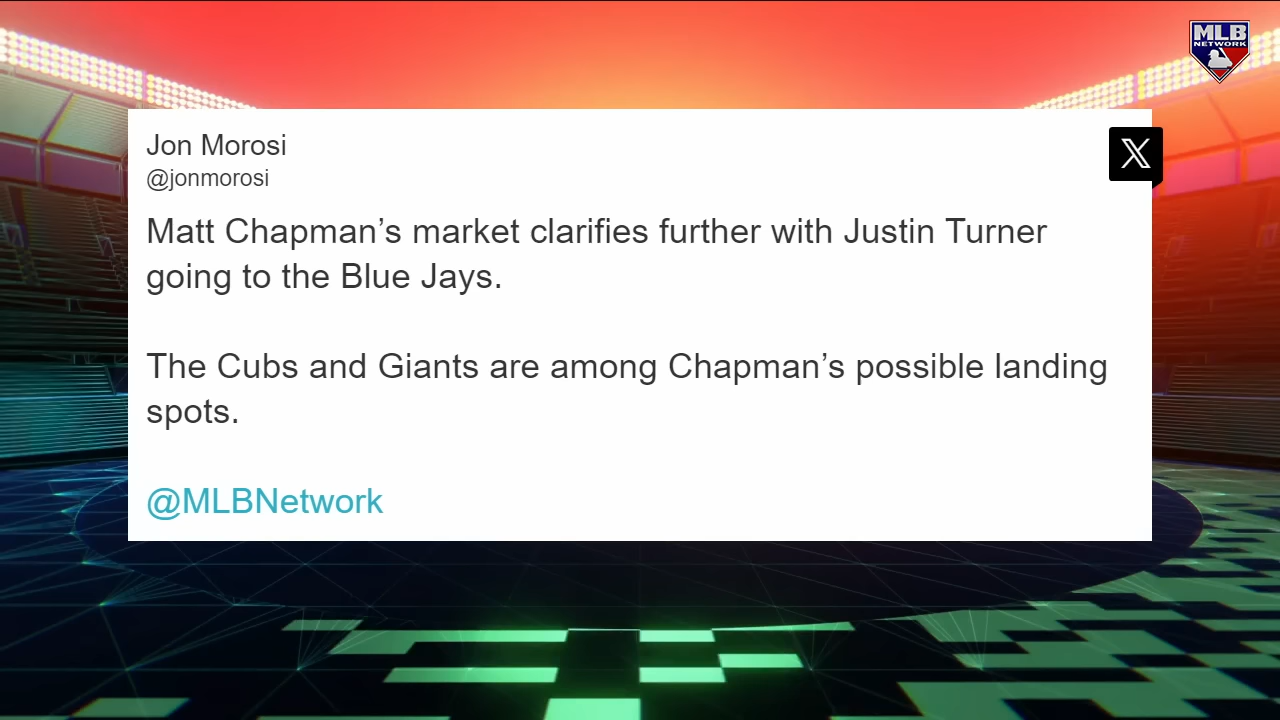 MLB
NETWORK
Jon Morosi
@jonmorosi
X
Matt Chapman’s market clarifies further with Justin Turner
going to the Blue Jays.
The Cubs and Giants are among Chapman’s possible landing
spots.
@MLBNetwork